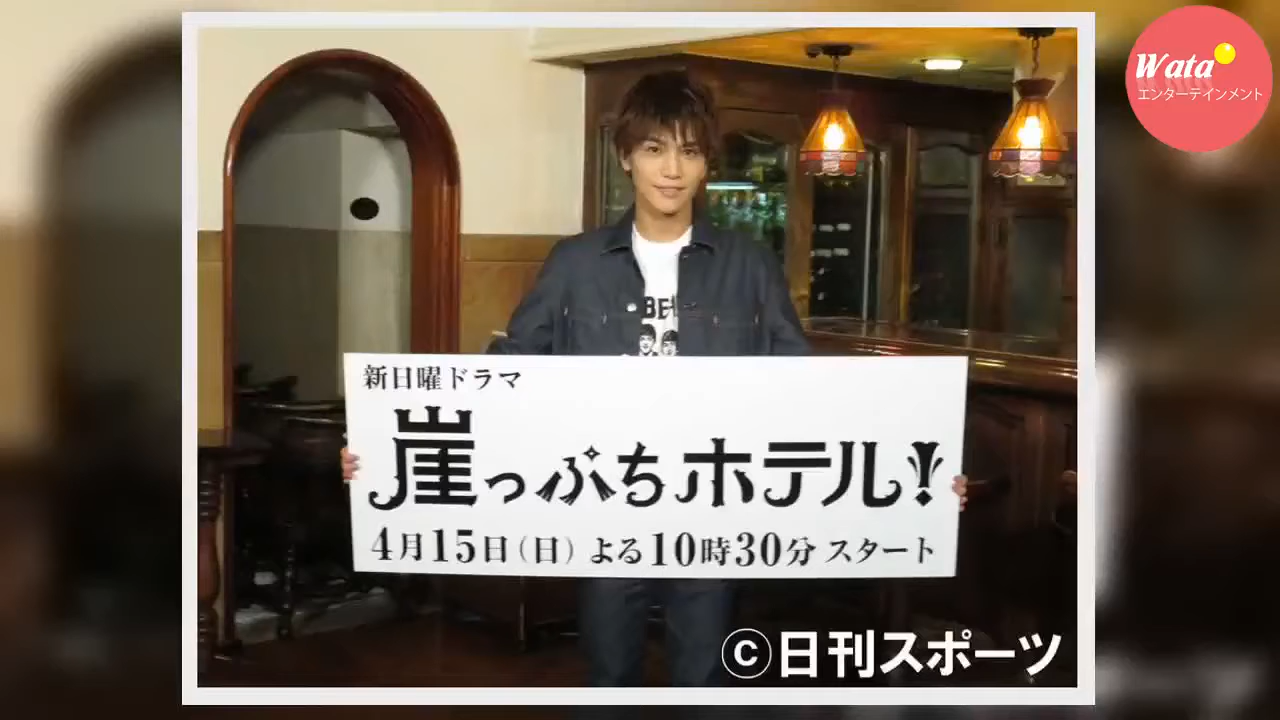 Wata
エンターテインメント
BE
新日曜ドラマ
崖っぷちホテル!
4月15日(日)よる10時30分スタート
©日刊スポーツ